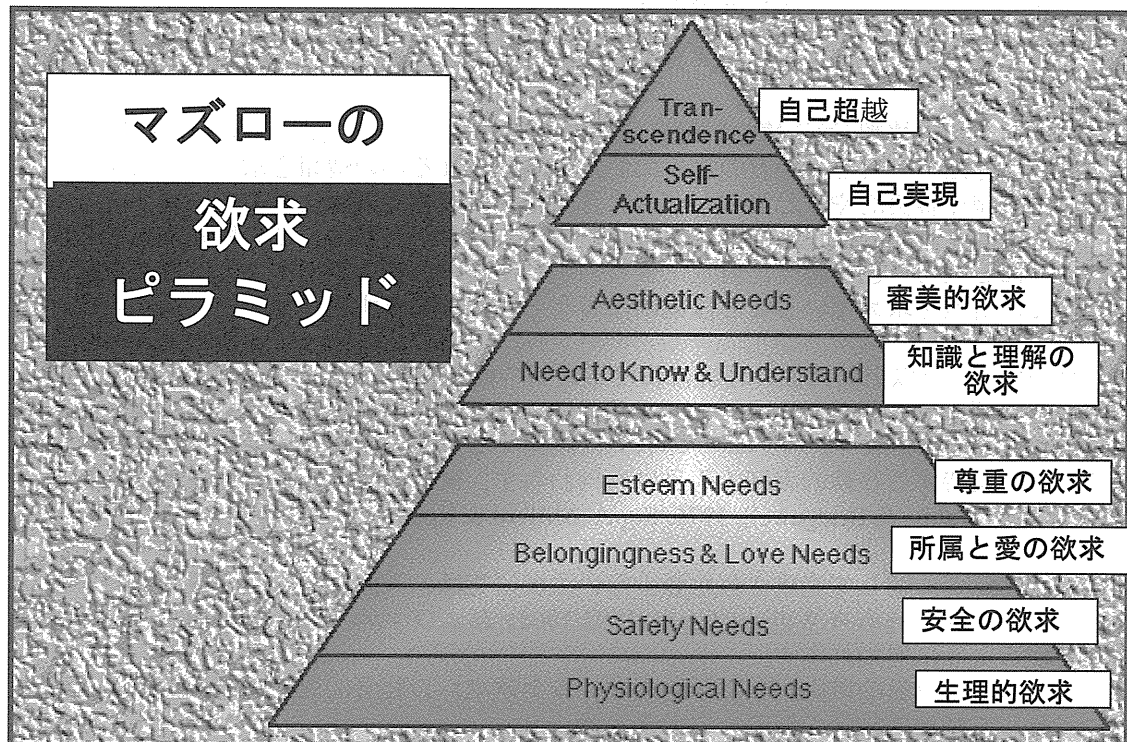 マズローの
欲求
ピラミッド
Tran-
scendence
自己超越
Self-
Actualization
自己実現
Aesthetic Needs
審美的欲求
Need to Know & Understand
知識と理解の
欲求
Esteem Needs
尊重の欲求
Belongingness & Love Needs
所属と愛の欲求
Safety Needs
安全の欲求
Physiological Needs
生理的欲求